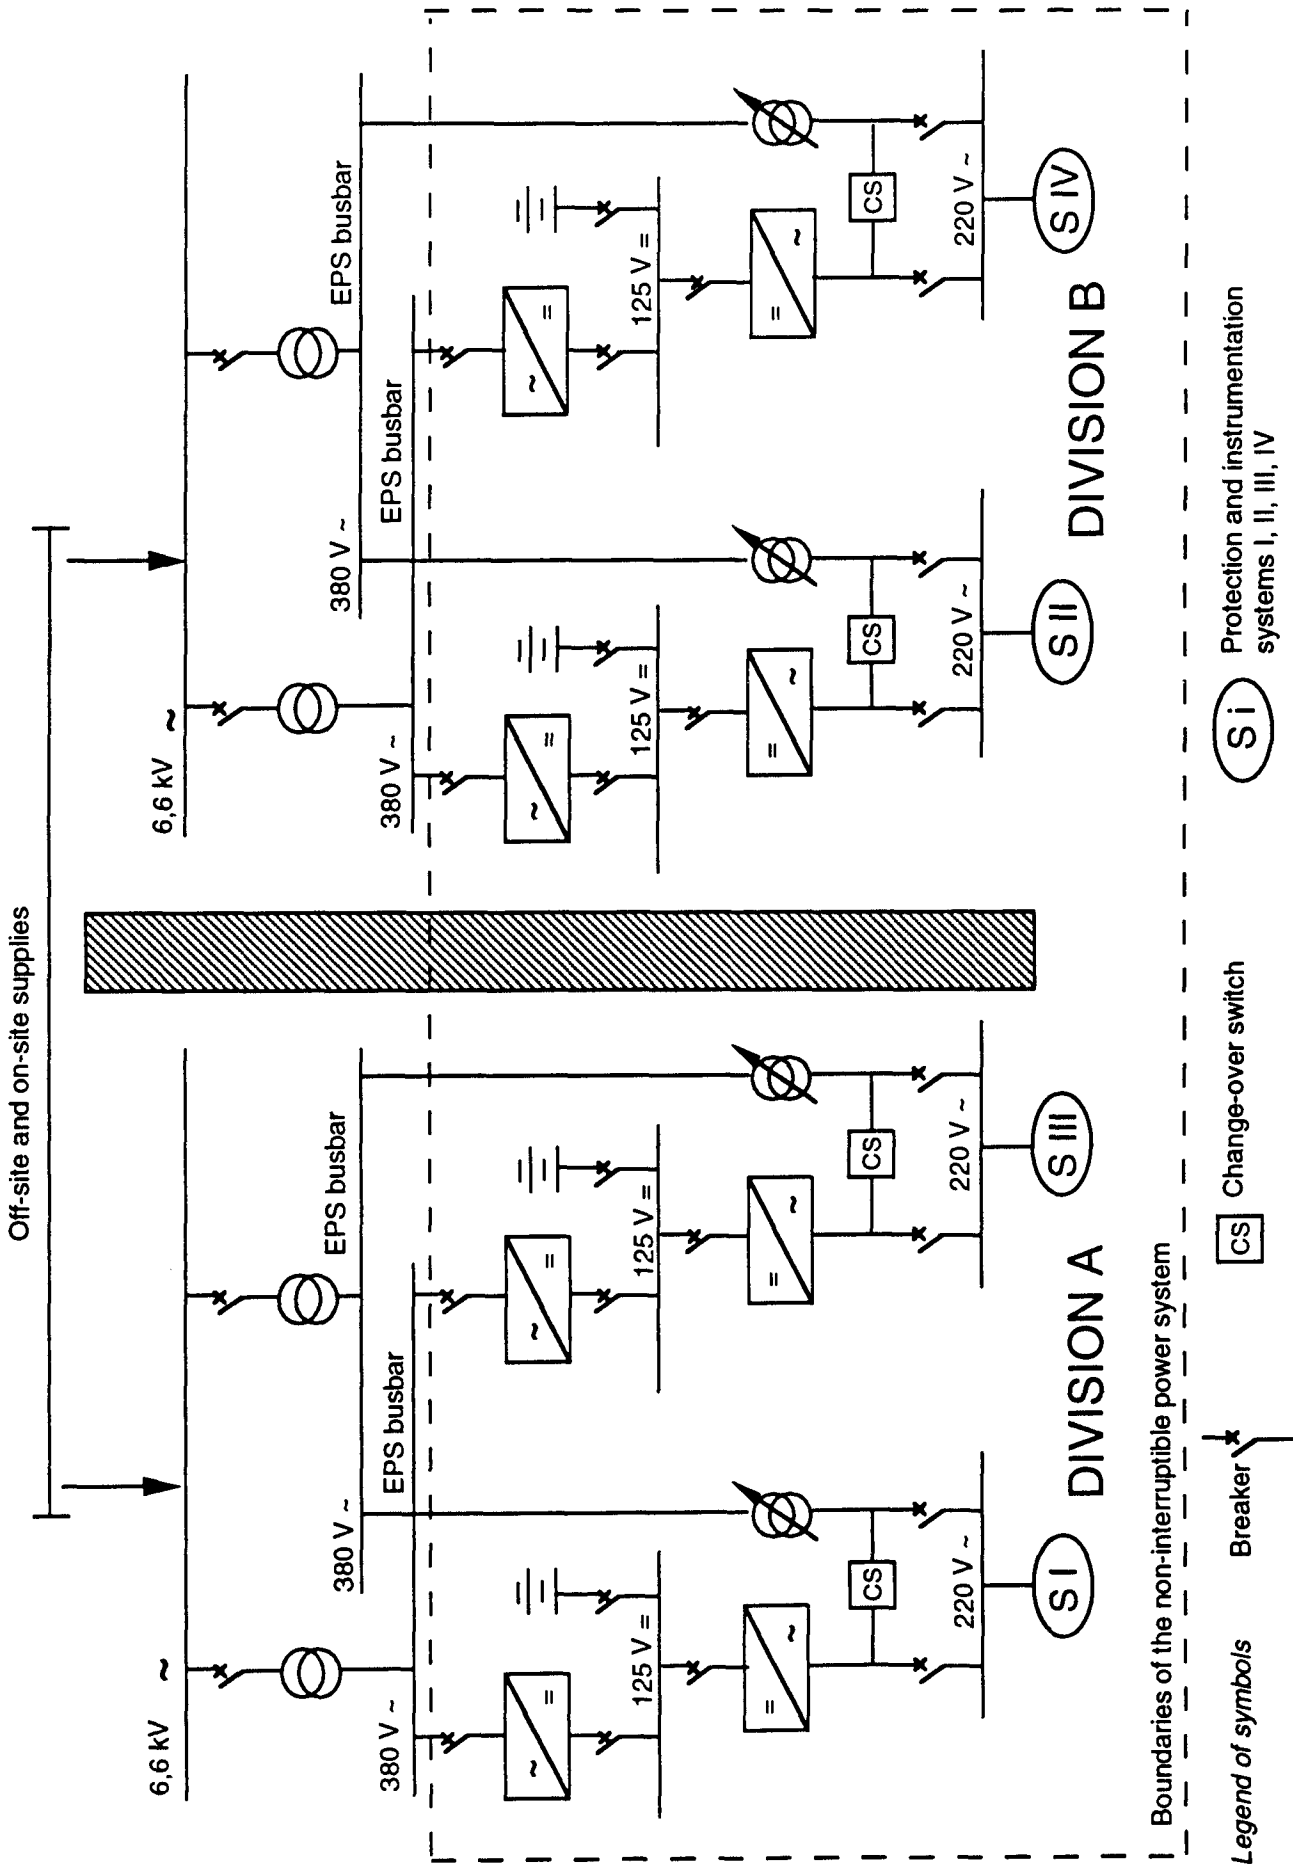 Off-site and on-site supplies
6,6 kV ~
6,6 kV ~
EPS busbar
EPS busbar
380 V ~
380 V ~
EPS busbar
EPS busbar
380 V ~
380 V ~
~ =
~ =
~ =
~ =
125 V =
125 V =
125 V =
125 V =
= ~
= ~
= ~
= ~
CS
CS
CS
CS
220 V ~
220 V ~
220 V ~
220 V ~
S I
S III
S II
S IV
DIVISION A
DIVISION B
Boundaries of the non-interruptible power system
Legend of symbols
Breaker
CS Change-over switch
S i Protection and instrumentation
systems I, II, III, IV